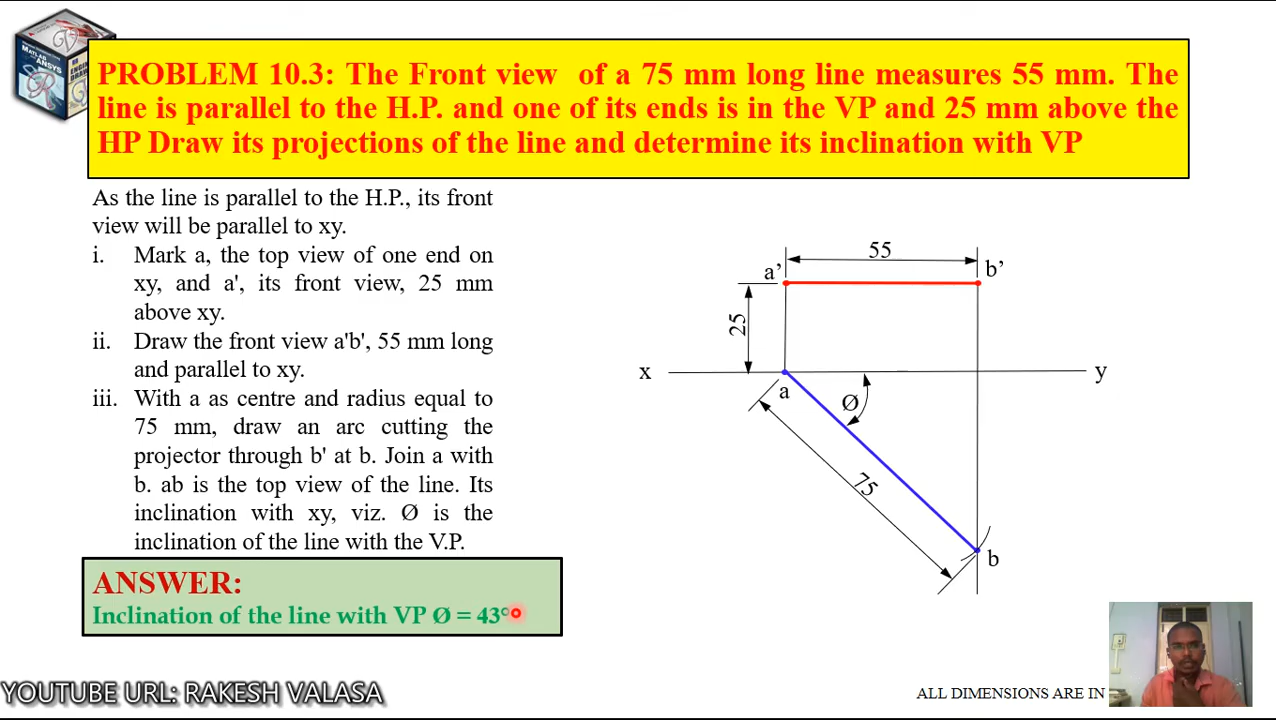 PROBLEM 10.3: The Front view of a 75 mm long line measures 55 mm. The
line is parallel to the H.P. and one of its ends is in the VP and 25 mm above the
HP Draw its projections of the line and determine its inclination with VP
As the line is parallel to the H.P., its front
view will be parallel to xy.
i. Mark a, the top view of one end on
xy, and a', its front view, 25 mm
above xy.
ii. Draw the front view a'b', 55 mm long
and parallel to xy.
iii. With a as centre and radius equal to
75 mm, draw an arc cutting the
projector through b' at b. Join a with
b. ab is the top view of the line. Its
inclination with xy, viz. Ø is the
inclination of the line with the V.P.
ANSWER:
Inclination of the line with VP Ø = 43°
55
a’
b’
25
x
y
a
Ø
75
b
YOUTUBE URL: RAKESH VALASA
ALL DIMENSIONS ARE IN
MATLAB
ANSYS